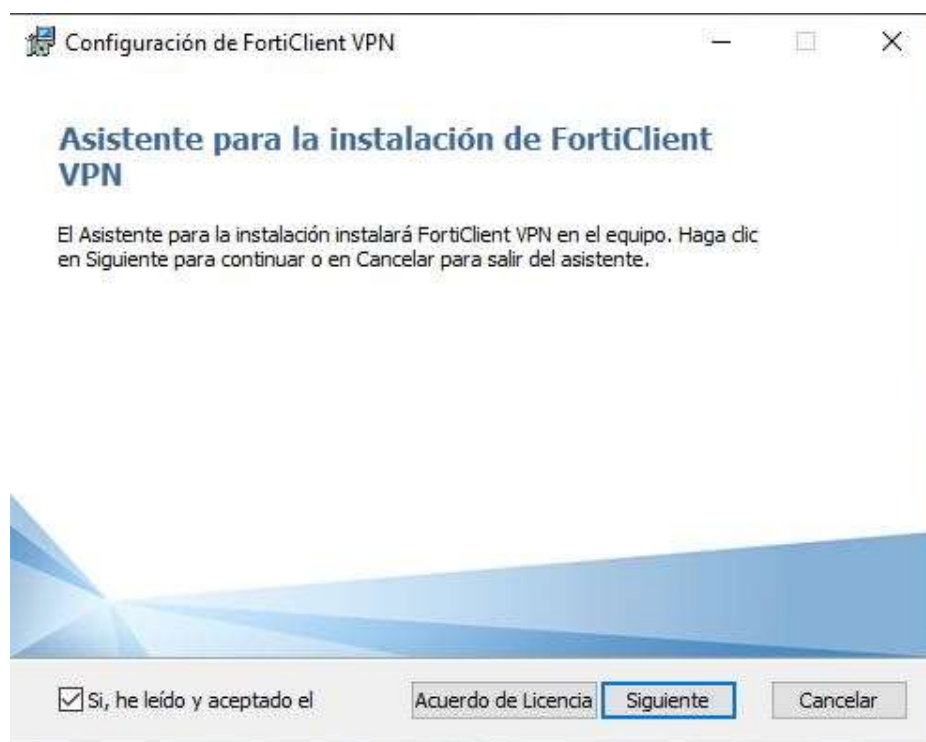 Configuración de FortiClient VPN
Asistente para la instalación de FortiClient
VPN
El Asistente para la instalación instalará FortiClient VPN en el equipo. Haga clic
en Siguiente para continuar o en Cancelar para salir del asistente.
Si, he leído y aceptado el Acuerdo de Licencia Siguiente Cancelar